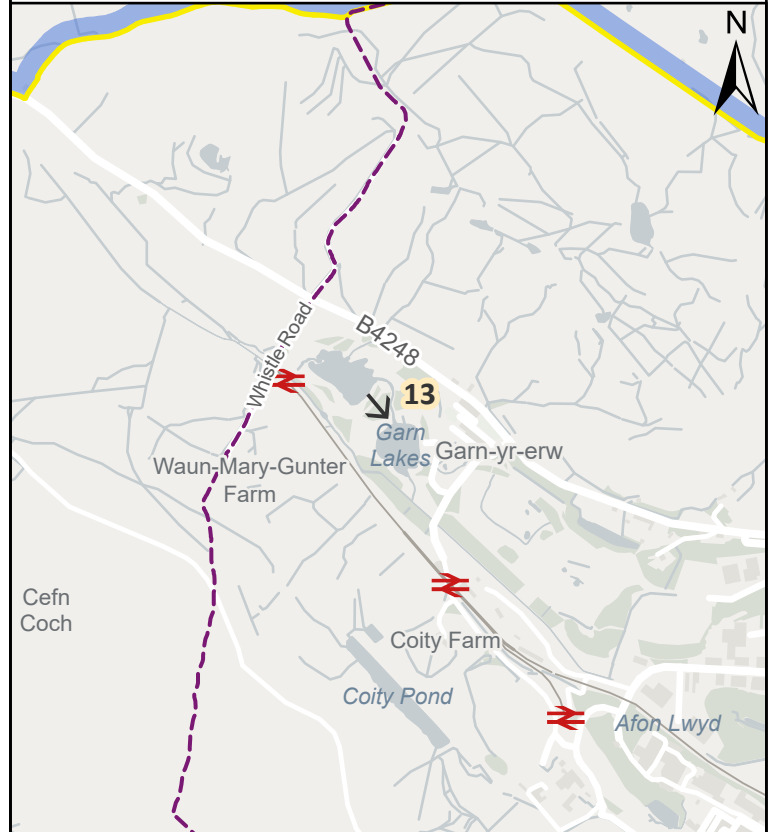 N
Whistle Road
B4248
13
Garn
Lakes
Garn-yr-erw
Waun-Mary-Gunter
Farm
Cefn
Coch
Coity Farm
Coity Pond
Afon Lwyd